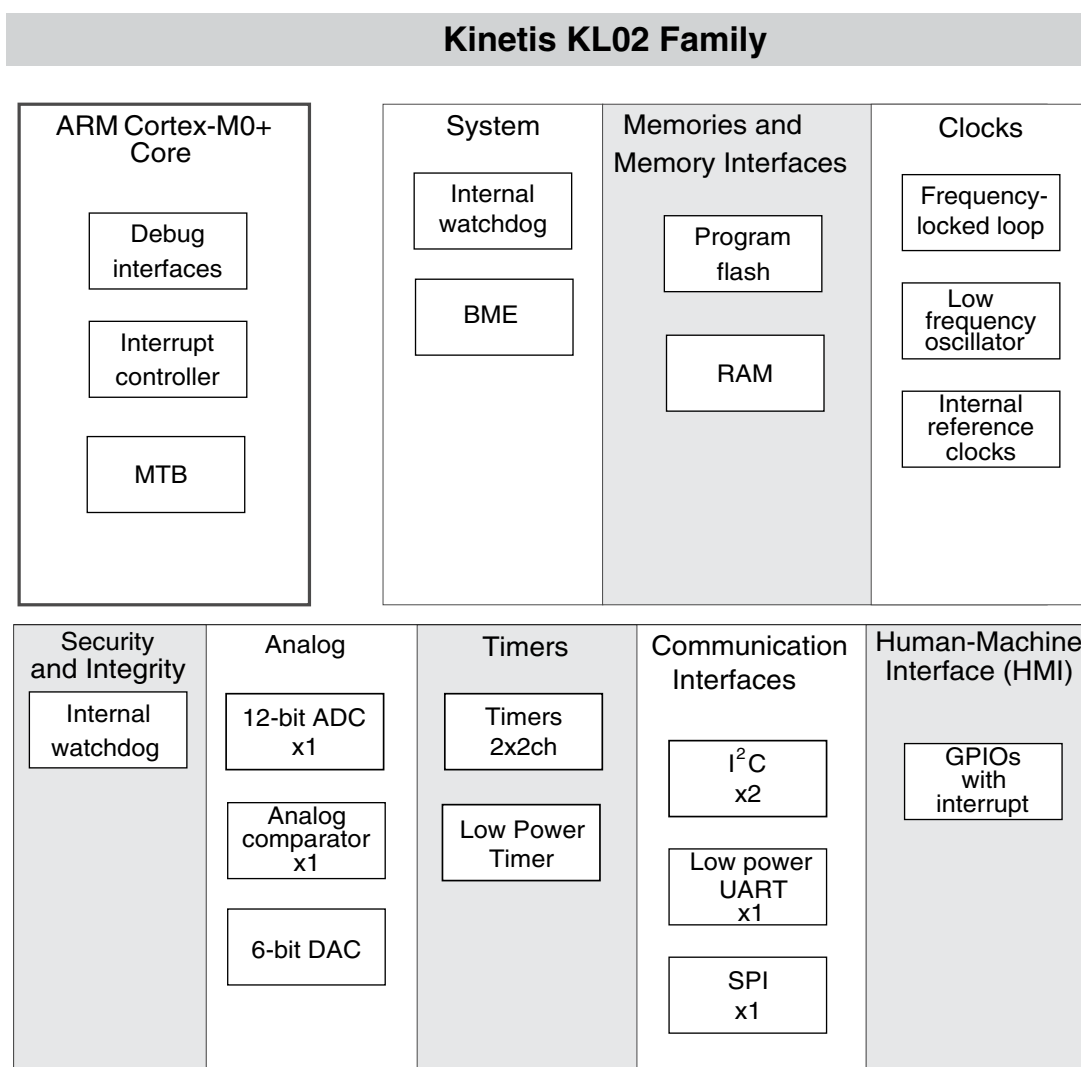 Kinetis KL02 Family
ARM Cortex-M0+
Core
Debug
interfaces
Interrupt
controller
MTB
System
Internal
watchdog
BME
Memories and
Memory Interfaces
Program
flash
RAM
Clocks
Frequency-
locked loop
Low
frequency
oscillator
Internal
reference
clocks
Security
and Integrity
Internal
watchdog
Analog
12-bit ADC
x1
Analog
comparator
x1
6-bit DAC
Timers
Timers
2x2ch
Low Power
Timer
Communication
Interfaces
I²C
x2
Low power
UART
x1
SPI
x1
Human-Machine
Interface (HMI)
GPIOs
with
interrupt